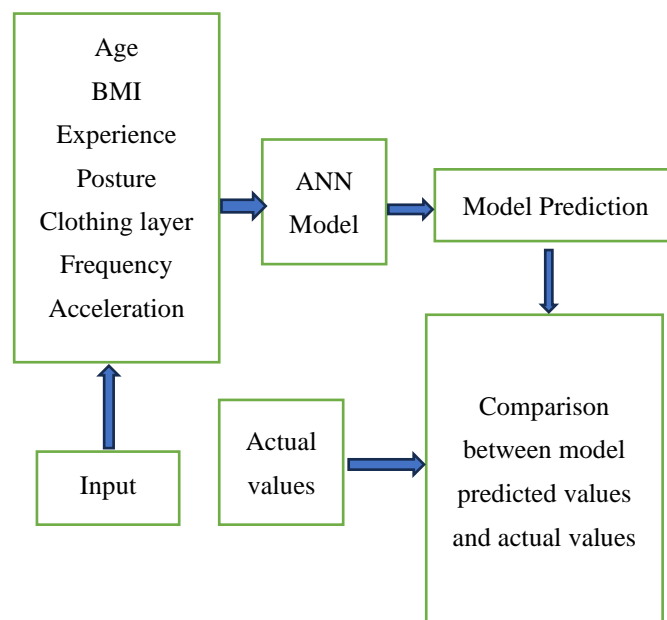 Age
BMI
Experience
Posture
Clothing layer
Frequency
Acceleration
ANN
Model
Model Prediction
Input
Actual
values
Comparison
between model
predicted values
and actual values